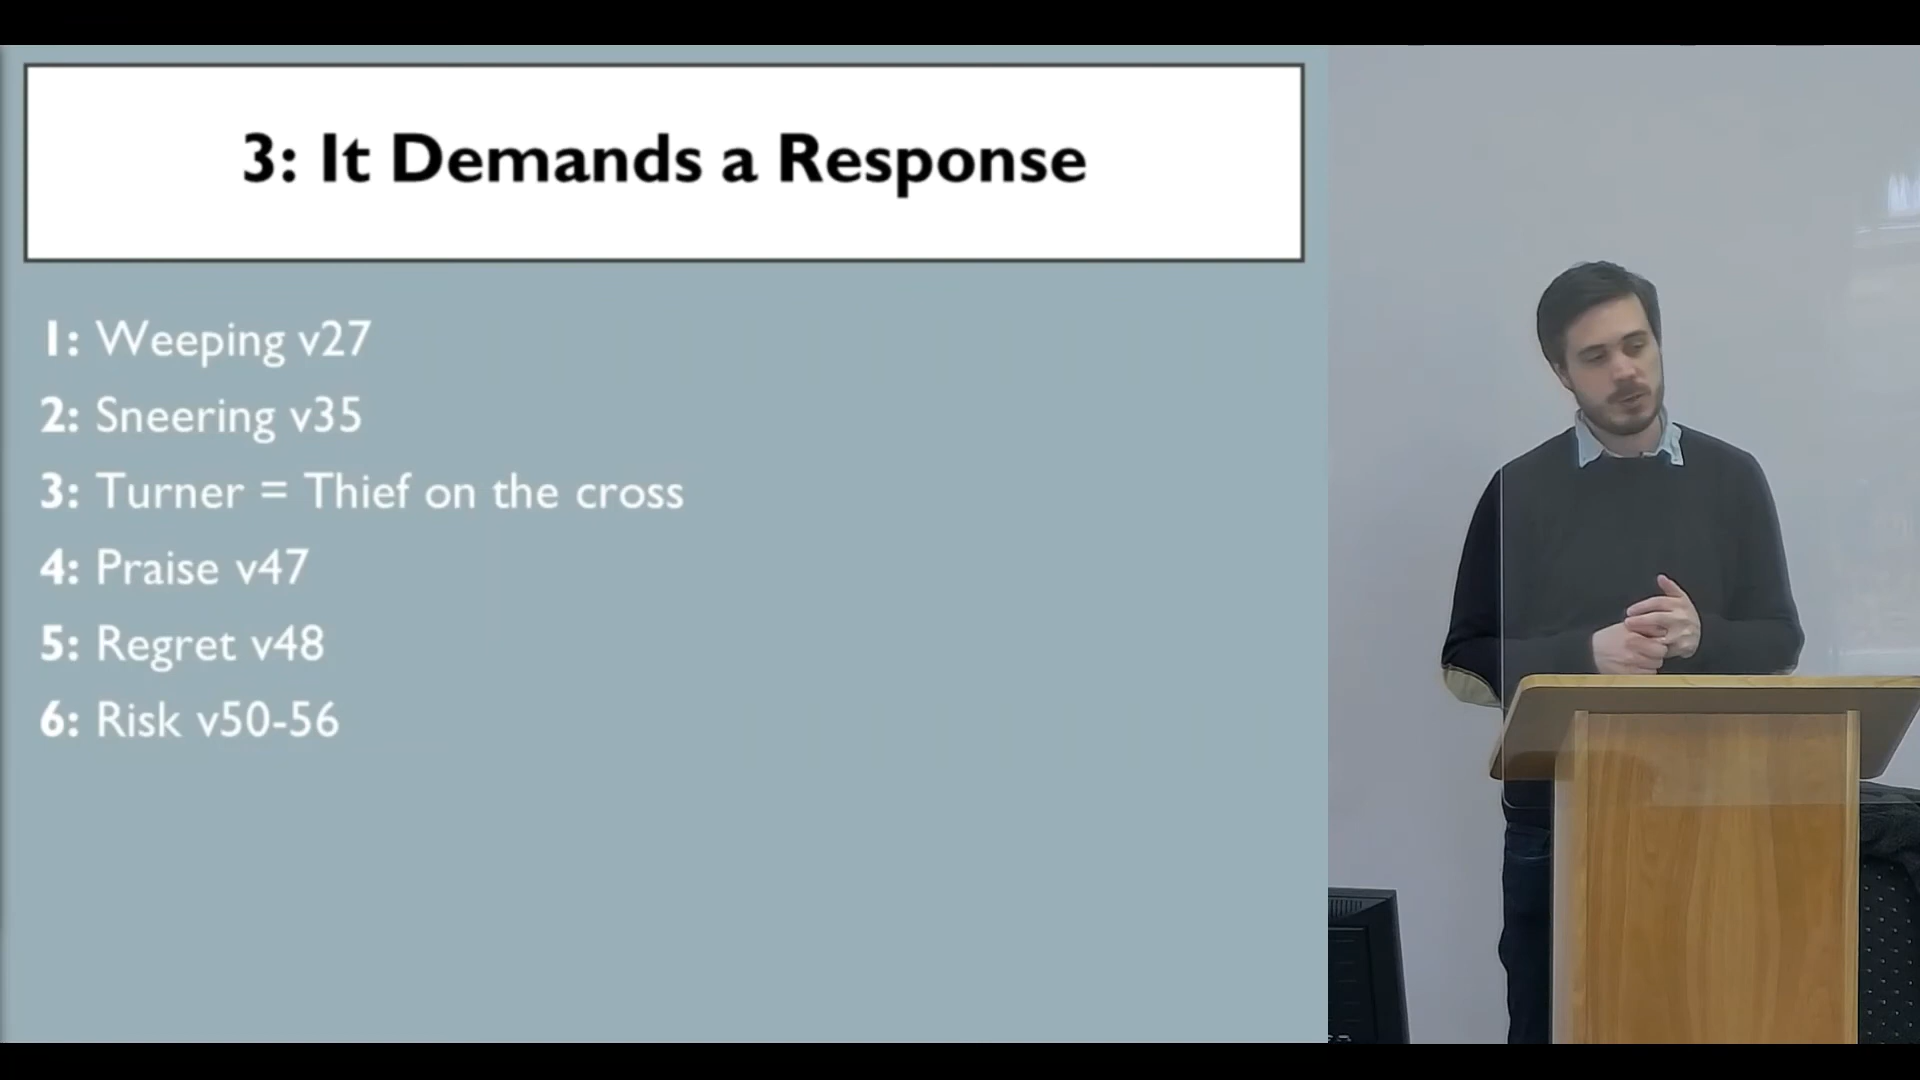 3: It Demands a Response
1: Weeping v27
2: Sneering v35
3: Turner = Thief on the cross
4: Praise v47
5: Regret v48
6: Risk v50-56